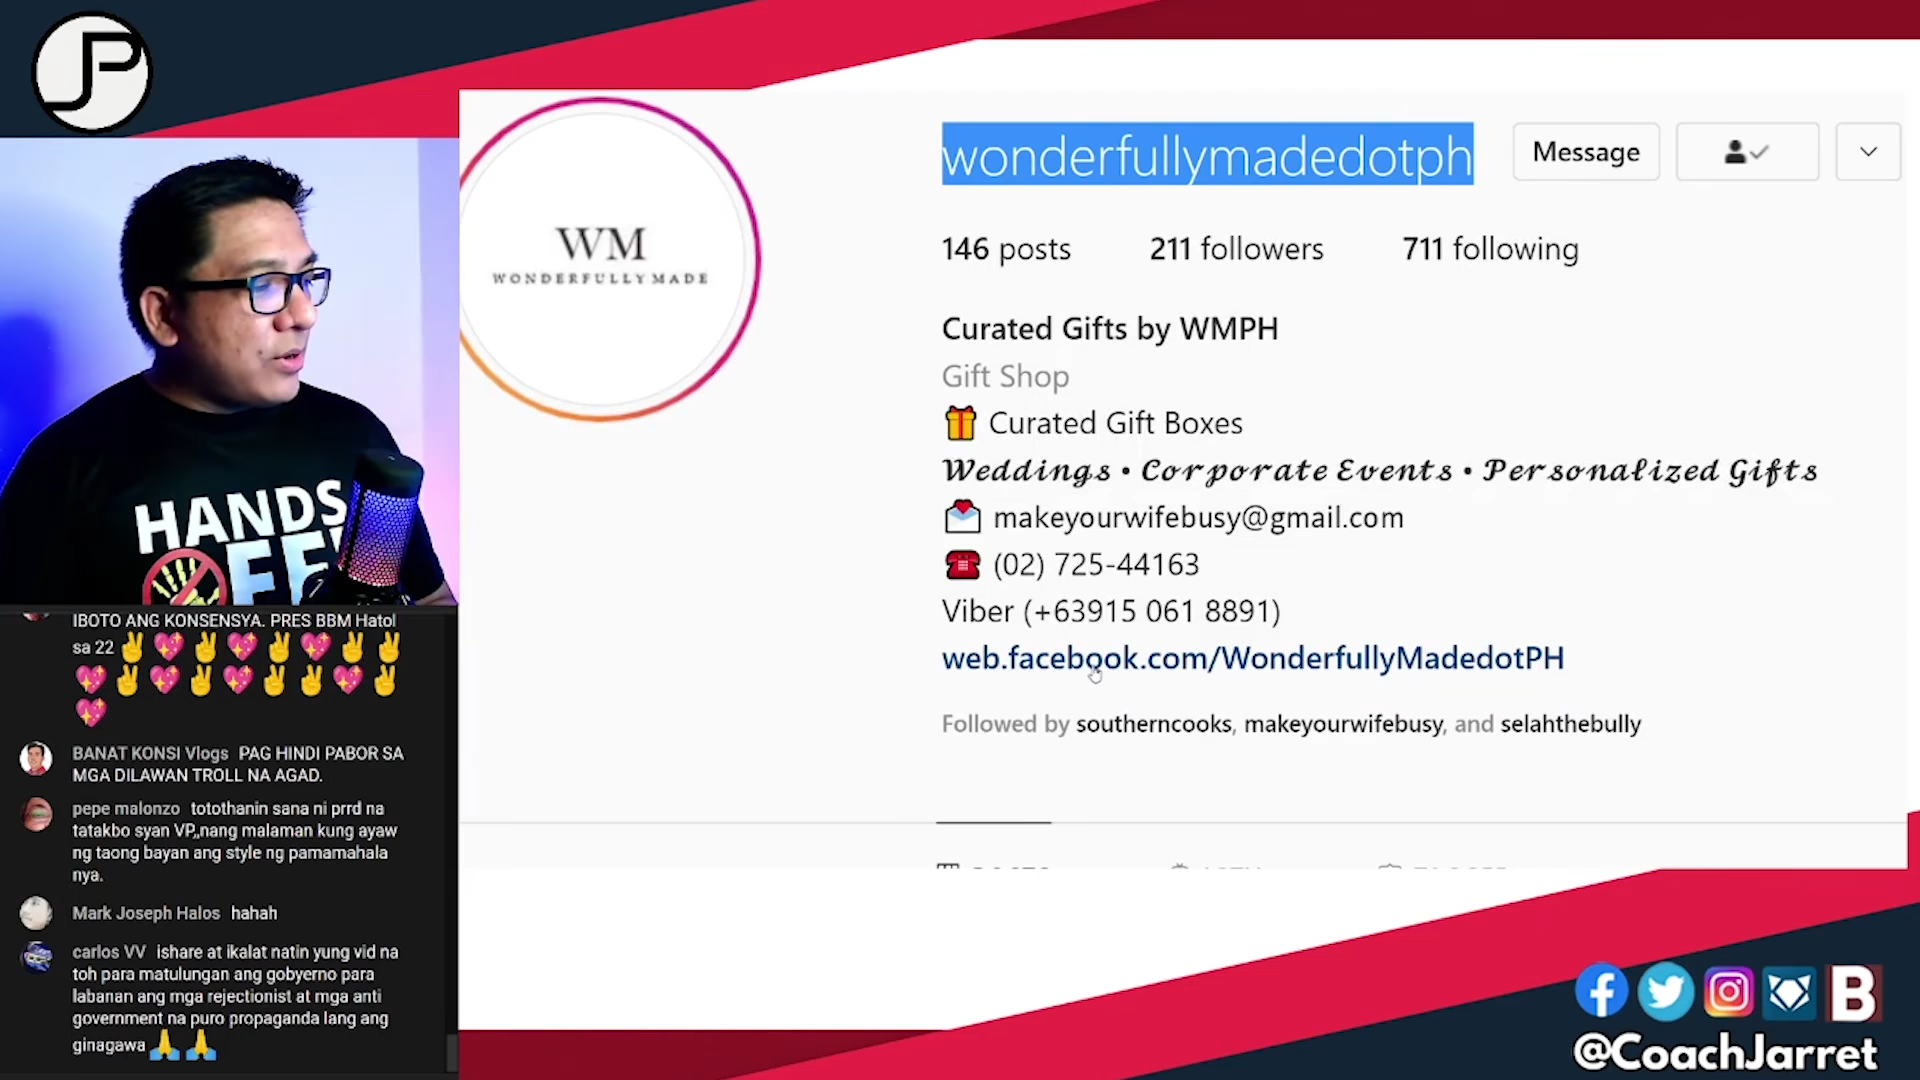 JP
wonderfullymadedotph
Message
146 posts 211 followers 711 following
WM
WONDERFULLY MADE
Curated Gifts by WMPH
Gift Shop
🎁 Curated Gift Boxes
𝓦𝓮𝓭𝓭𝓲𝓷𝓰𝓼 • 𝓒𝓸𝓻𝓹𝓸𝓻𝓪𝓽𝓮 𝓔𝓿𝓮𝓷𝓽𝓼 • 𝓟𝓮𝓻𝓼𝓸𝓷𝓪𝓵𝓲𝔃𝓮𝓭 𝓖𝓲𝓯𝓽𝓼
💌 makeyourwifebusy@gmail.com
☎️ (02) 725-44163
Viber (+63915 061 8891)
web.facebook.com/WonderfullyMadedotPH
Followed by southerncooks, makeyourwifebusy, and selahthebully
HANDS
IBOTO ANG KONSENSYA. PRES BBM Hatol
sa 22 ✌️💖✌️💖✌️💖✌️✌️
💖✌️💖✌️💖✌️✌️💖✌️
💖
BANAT KONSI Vlogs PAG HINDI PABOR SA
MGA DILAWAN TROLL NA AGAD.
pepe malonzo totothanin sana ni prrd na
tatakbo syan VP,,nang malaman kung ayaw
ng taong bayan ang style ng pamamahala
nya.
Mark Joseph Halos hahah
carlos VV ishare at ikalat natin yung vid na
toh para matulungan ang gobyerno para
labanan ang mga rejectionist at mga anti
government na puro propaganda lang ang
ginagawa 🙏🙏
B
@CoachJarret